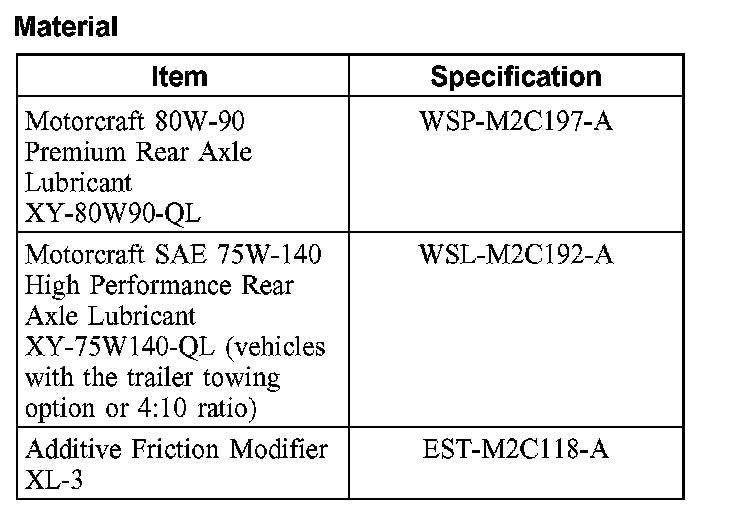 Material
Item
Specification
Motorcraft 80W-90
Premium Rear Axle
Lubricant
XY-80W90-QL
WSP-M2C197-A
Motorcraft SAE 75W-140
High Performance Rear
Axle Lubricant
XY-75W140-QL (vehicles
with the trailer towing
option or 4:10 ratio)
WSL-M2C192-A
Additive Friction Modifier
XL-3
EST-M2C118-A